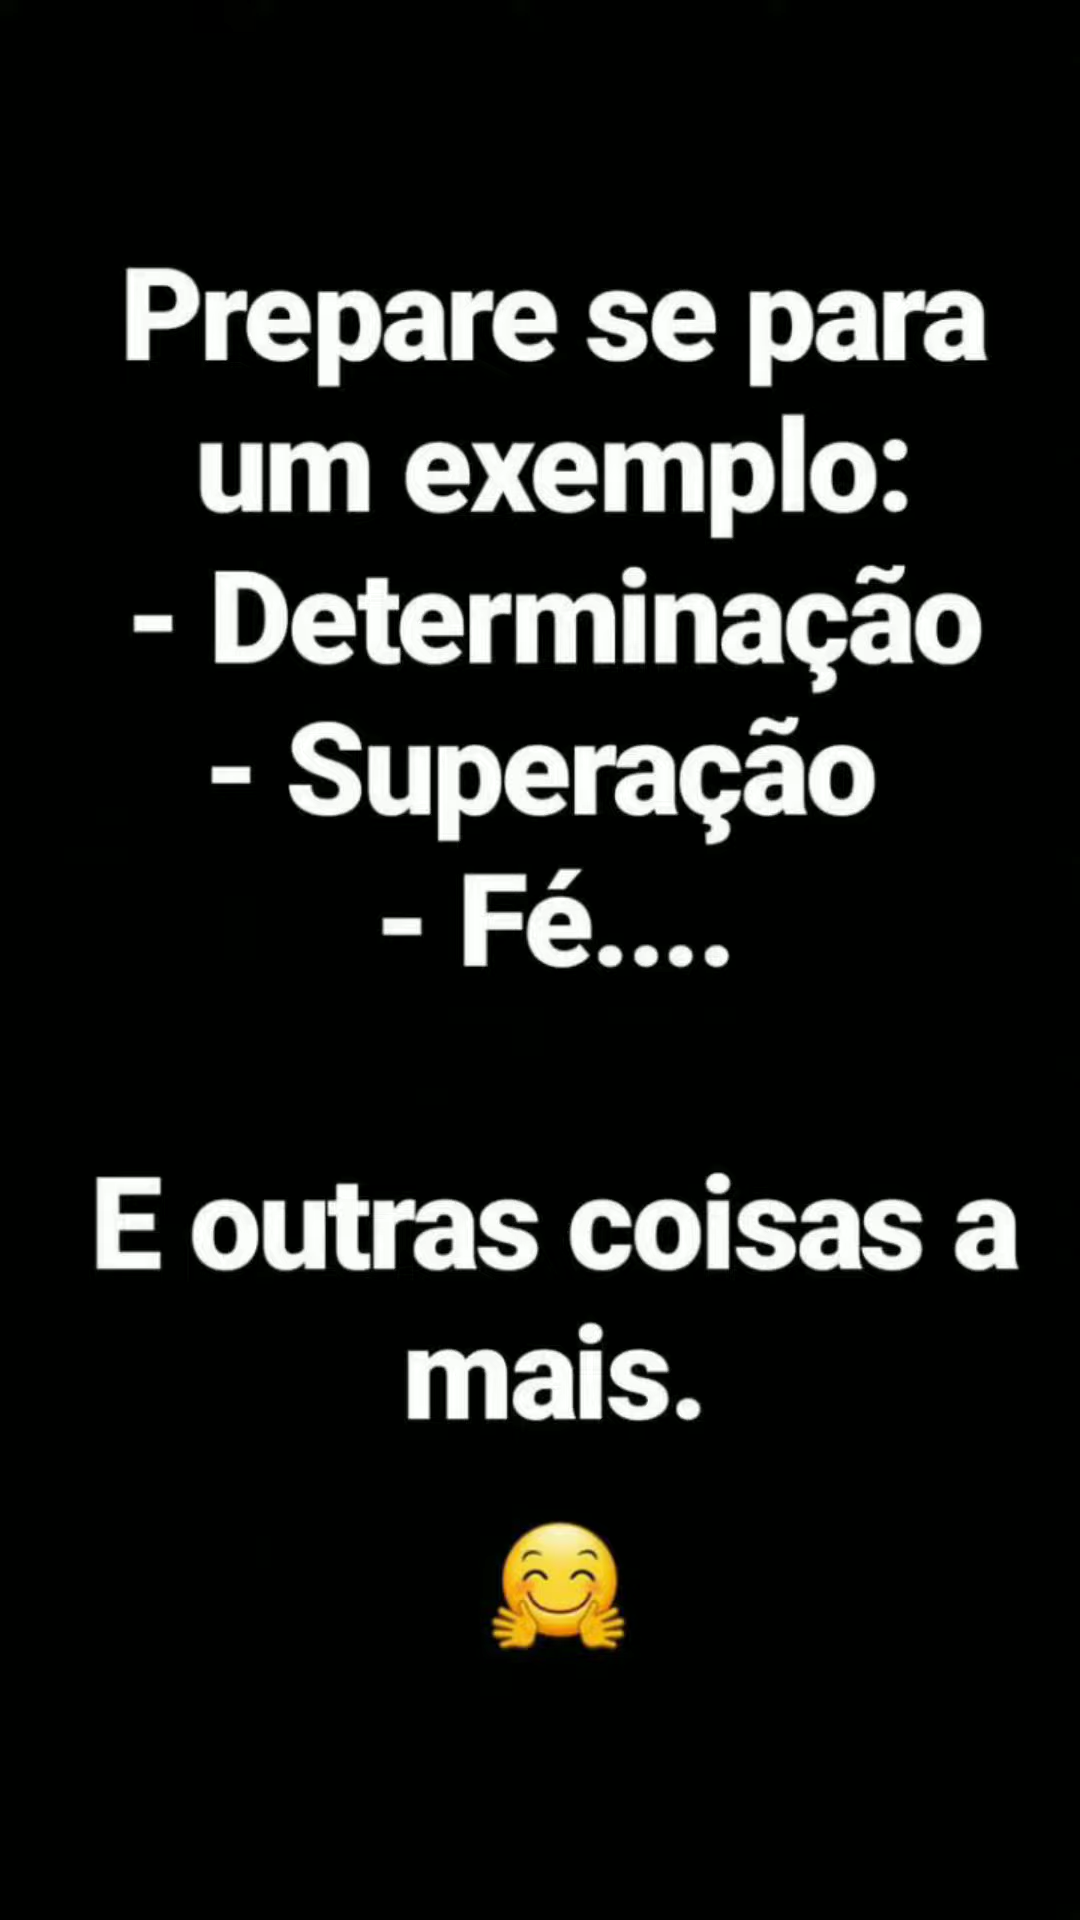 Prepare se para
um exemplo:
- Determinação
- Superação
- Fé....
E outras coisas a
mais.
🤗